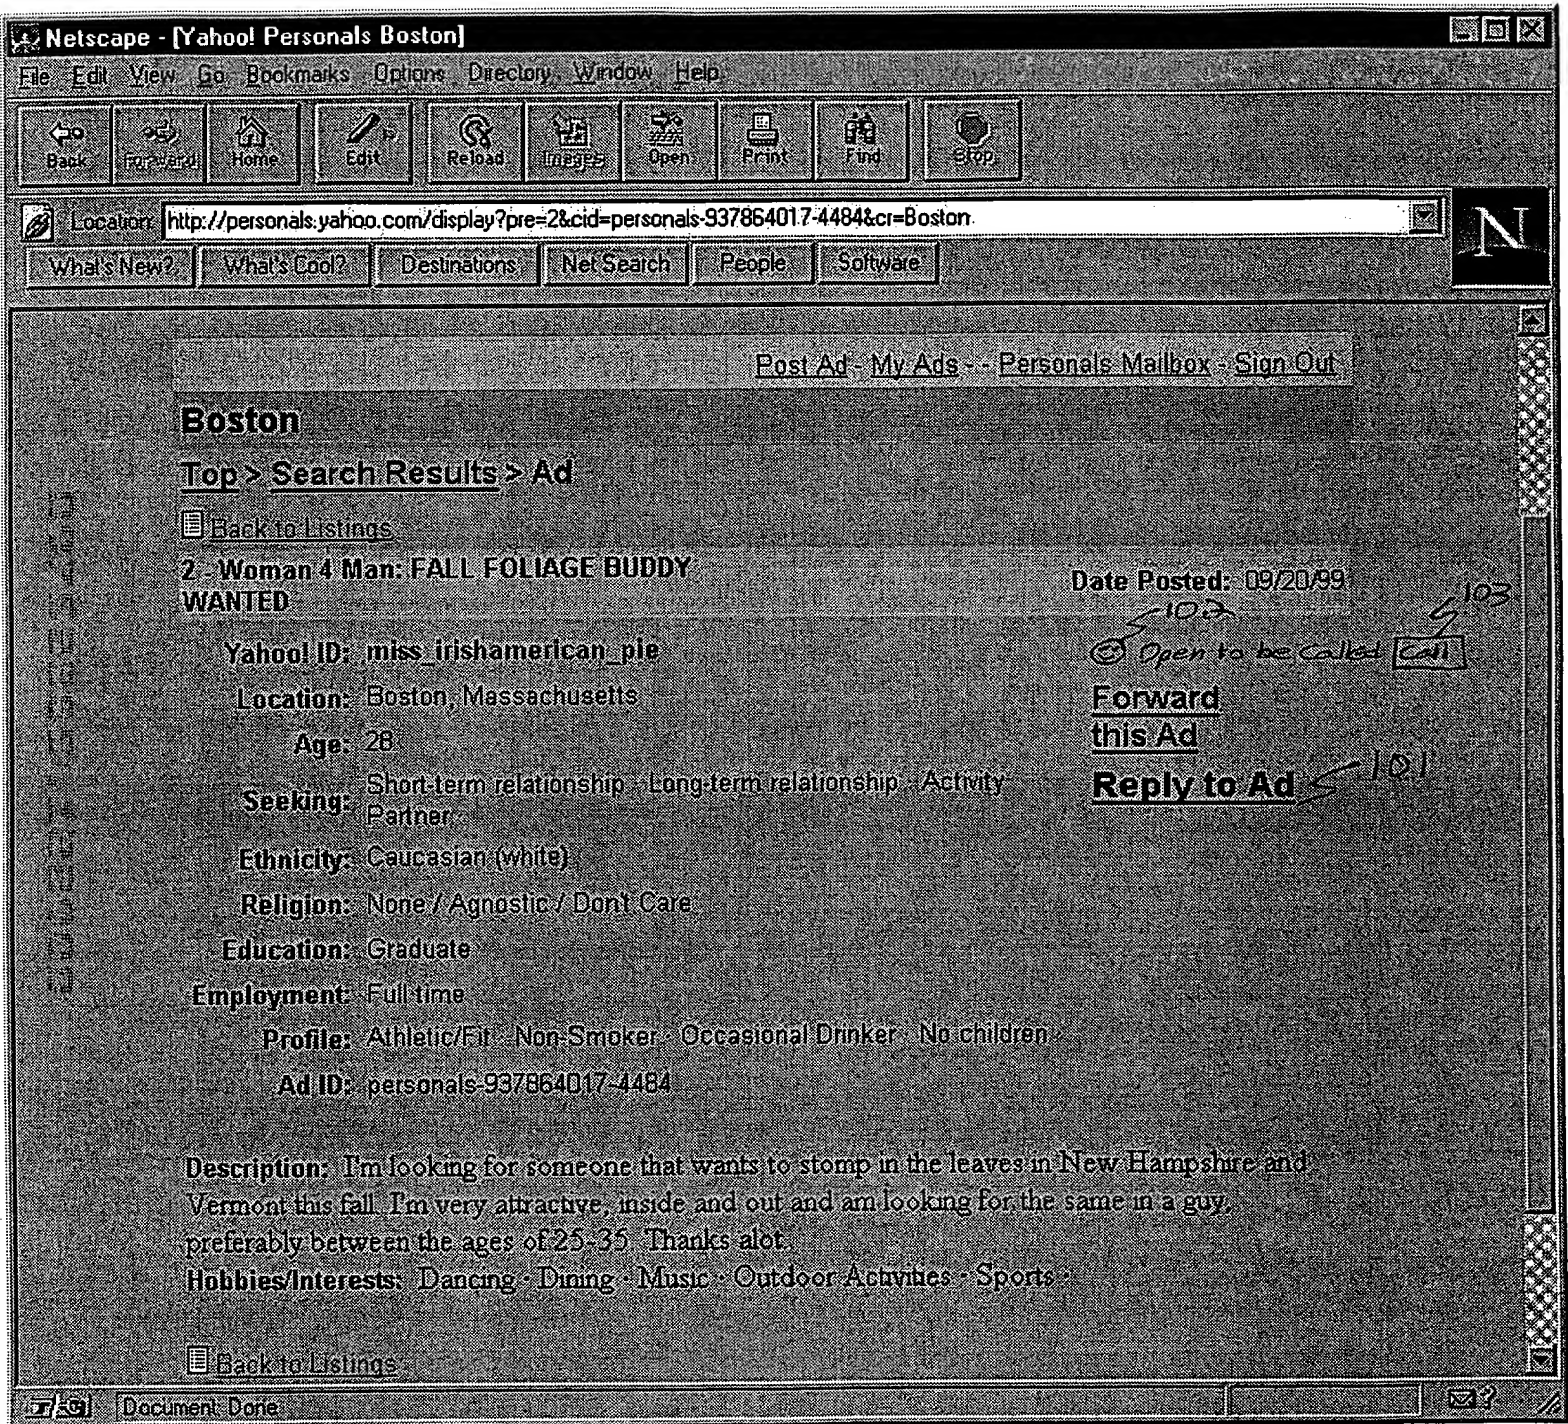 Netscape - [Yahoo! Personals Boston]
File Edit View Go Bookmarks Options Directory Window Help
Back Forward Home Edit Reload Images Open Print Find Stop
Location: http://personals.yahoo.com/display?pre=2&cid=personals-937864017-4484&cr=Boston
N
What's New? What's Cool? Destinations Net Search People Software
Post Ad - My Ads - - Personals Mailbox - Sign Out
Boston
Top > Search Results > Ad
Back to Listings
2 - Woman 4 Man: FALL FOLIAGE BUDDY
WANTED
Date Posted: 09/20/99
102
103
Yahoo! ID: miss_irishamerican_pie
Open to be called Call
Location: Boston, Massachusetts
Forward
this Ad
Age: 28
Reply to Ad 101
Seeking: Short-term relationship · Long-term relationship · Activity
Partner ·
Ethnicity: Caucasian (white)
Religion: None / Agnostic / Don't Care
Education: Graduate
Employment: Full-time
Profile: Athletic/Fit · Non-Smoker · Occasional Drinker · No children ·
Ad ID: personals-937864017-4484
Description: I'm looking for someone that wants to stomp in the leaves in New Hampshire and
Vermont this fall. I'm very attractive, inside and out and am looking for the same in a guy,
preferably between the ages of 25-35. Thanks alot.
Hobbies/Interests: Dancing · Dining · Music · Outdoor Activities · Sports ·
Back to Listings
Document: Done